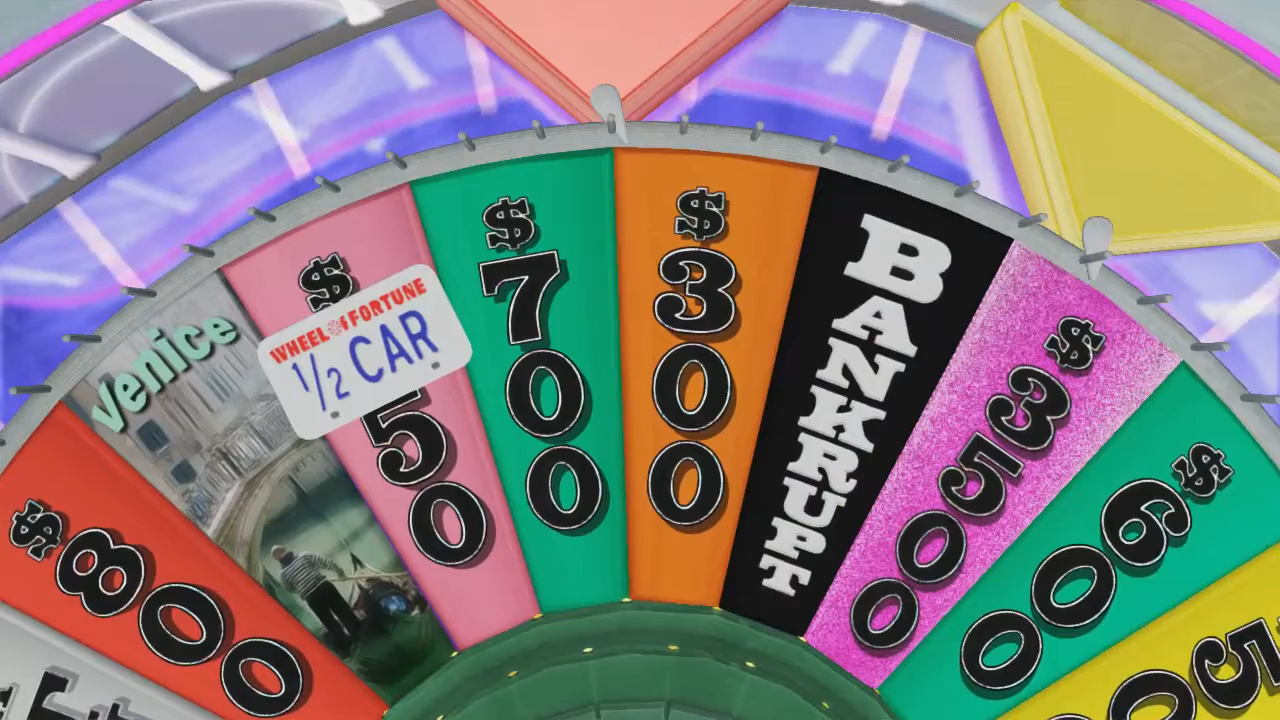 $800
venice
$ 50
WHEEL OF FORTUNE
1/2 CAR
$700
$300
BANKRUPT
$3500
$600